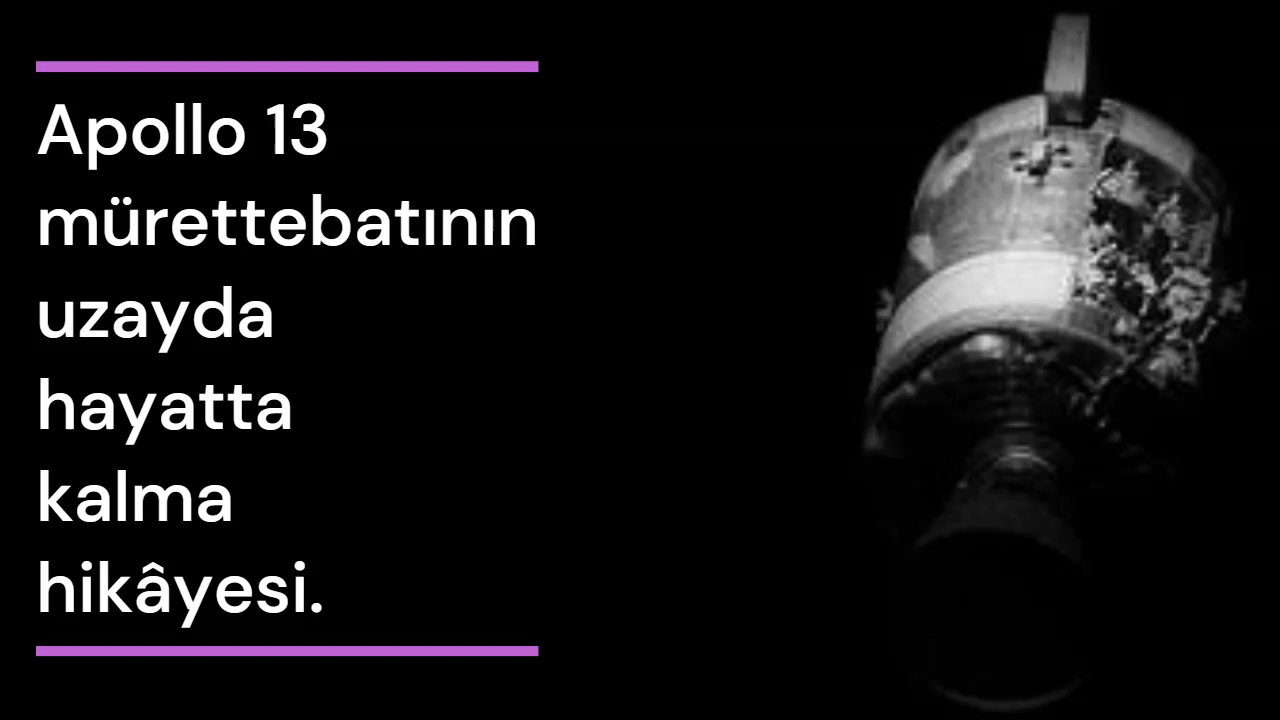 Apollo 13
mürettebatının
uzayda
hayatta
kalma
hikâyesi.